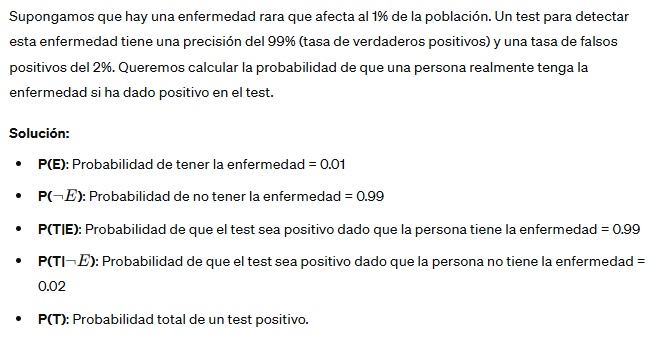 Supongamos que hay una enfermedad rara que afecta al 1% de la población. Un test para detectar
esta enfermedad tiene una precisión del 99% (tasa de verdaderos positivos) y una tasa de falsos
positivos del 2%. Queremos calcular la probabilidad de que una persona realmente tenga la
enfermedad si ha dado positivo en el test.
Solución:
• P(E): Probabilidad de tener la enfermedad = 0.01
• P(¬E): Probabilidad de no tener la enfermedad = 0.99
• P(T|E): Probabilidad de que el test sea positivo dado que la persona tiene la enfermedad = 0.99
• P(T|¬E): Probabilidad de que el test sea positivo dado que la persona no tiene la enfermedad =
0.02
• P(T): Probabilidad total de un test positivo.